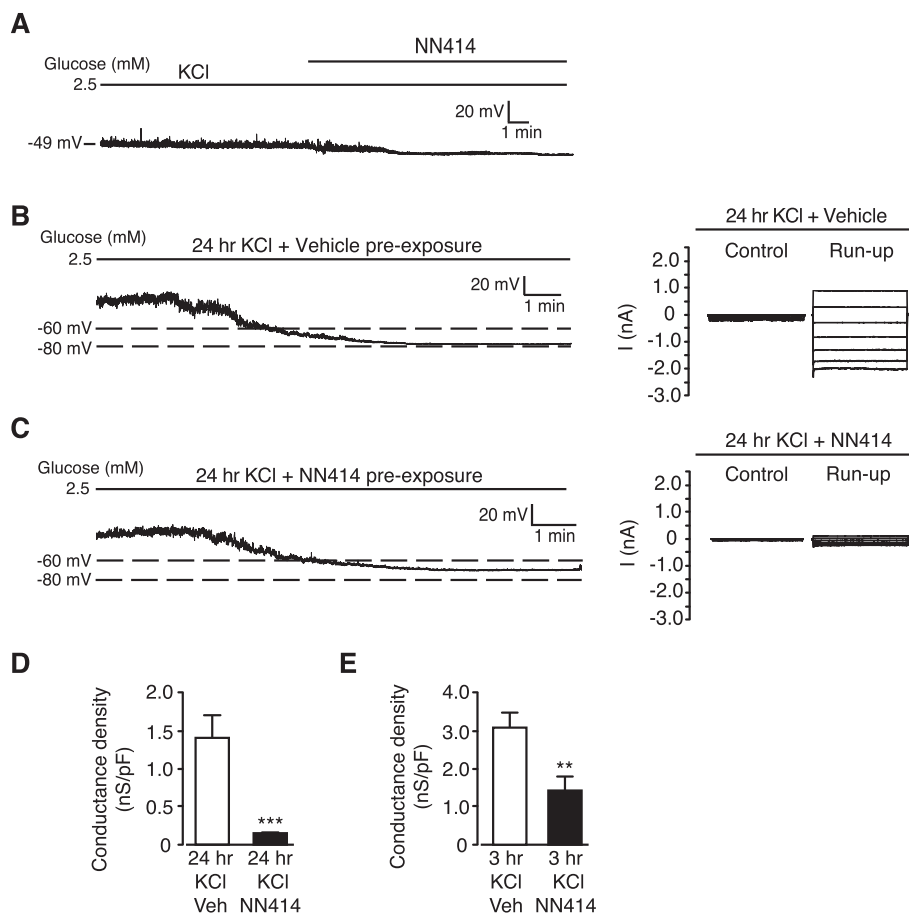 A
NN414
Glucose (mM)
KCl
2.5
20 mV
1 min
-49 mV
B
24 hr KCl + Vehicle
Glucose (mM)
24 hr KCl + Vehicle pre-exposure
Control
Run-up
2.5
20 mV
1 min
-60 mV
-80 mV
I (nA)
2.0
1.0
0
-1.0
-2.0
-3.0
C
24 hr KCl + NN414
Glucose (mM)
24 hr KCl + NN414 pre-exposure
Control
Run-up
2.5
20 mV
1 min
-60 mV
-80 mV
I (nA)
2.0
1.0
0
-1.0
-2.0
-3.0
D
Conductance density
(nS/pF)
2.0
1.5
1.0
0.5
0
***
24 hr
KCl
Veh
24 hr
KCl
NN414
E
Conductance density
(nS/pF)
4.0
3.0
2.0
1.0
0
**
3 hr
KCl
Veh
3 hr
KCl
NN414